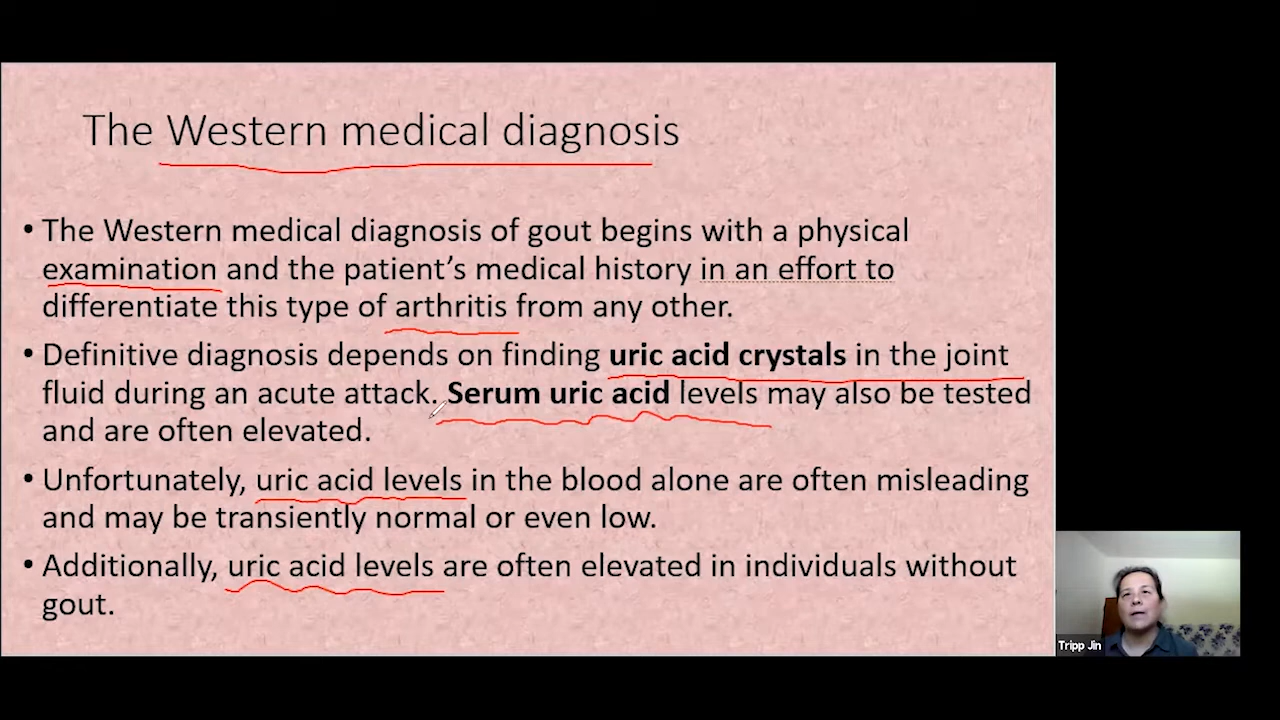 The Western medical diagnosis
• The Western medical diagnosis of gout begins with a physical
examination and the patient’s medical history in an effort to
differentiate this type of arthritis from any other.
• Definitive diagnosis depends on finding uric acid crystals in the joint
fluid during an acute attack. Serum uric acid levels may also be tested
and are often elevated.
• Unfortunately, uric acid levels in the blood alone are often misleading
and may be transiently normal or even low.
• Additionally, uric acid levels are often elevated in individuals without
gout.
Tripp Jin